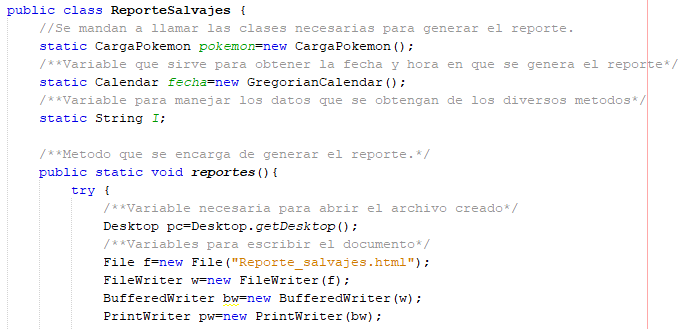 public class ReporteSalvajes {
//Se mandan a llamar las clases necesarias para generar el reporte.
static CargaPokemon pokemon=new CargaPokemon();
/**Variable que sirve para obtener la fecha y hora en que se genera el reporte*/
static Calendar fecha=new GregorianCalendar();
/**Variable para manejar los datos que se obtengan de los diversos metodos*/
static String I;
/**Metodo que se encarga de generar el reporte.*/
public static void reportes(){
try {
/**Variable necesaria para abrir el archivo creado*/
Desktop pc=Desktop.getDesktop();
/**Variables para escribir el documento*/
File f=new File("Reporte_salvajes.html");
FileWriter w=new FileWriter(f);
BufferedWriter bw=new BufferedWriter(w);
PrintWriter pw=new PrintWriter(bw);